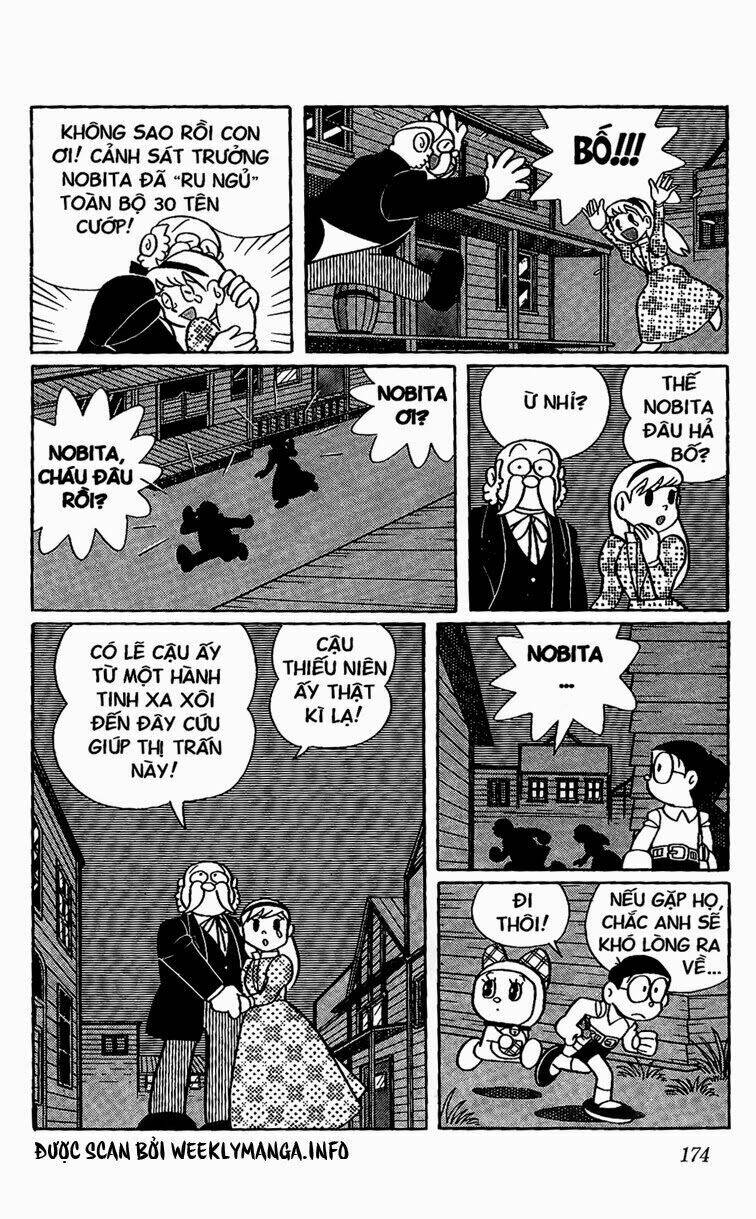 BỐ!!!
KHÔNG SAO RỒI CON
ƠI! CẢNH SÁT TRƯỞNG
NOBITA ĐÃ "RU NGỦ"
TOÀN BỘ 30 TÊN
CƯỚP!
THẾ
NOBITA
ĐÂU HẢ
BỐ?
Ừ NHỈ?
NOBITA
ƠI?
NOBITA,
CHÁU ĐÂU
RỒI?
NOBITA
...
NẾU GẶP HỌ,
CHẮC ANH SẼ
KHÓ LÒNG RA
VỀ...
ĐI
THÔI!
CẬU
THIẾU NIÊN
ẤY THẬT
KÌ LẠ!
CÓ LẼ CẬU ẤY
TỪ MỘT HÀNH
TINH XA XÔI
ĐẾN ĐÂY CỨU
GIÚP THỊ TRẤN
NÀY!
ĐƯỢC SCAN BỞI WEEKLYMANGA.INFO
174